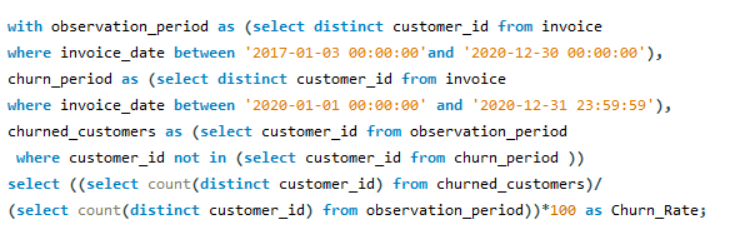 with observation_period as (select distinct customer_id from invoice
where invoice_date between '2017-01-03 00:00:00'and '2020-12-30 00:00:00'),
churn_period as (select distinct customer_id from invoice
where invoice_date between '2020-01-01 00:00:00' and '2020-12-31 23:59:59'),
churned_customers as (select customer_id from observation_period
where customer_id not in (select customer_id from churn_period ))
select ((select count(distinct customer_id) from churned_customers)/
(select count(distinct customer_id) from observation_period))*100 as Churn_Rate;